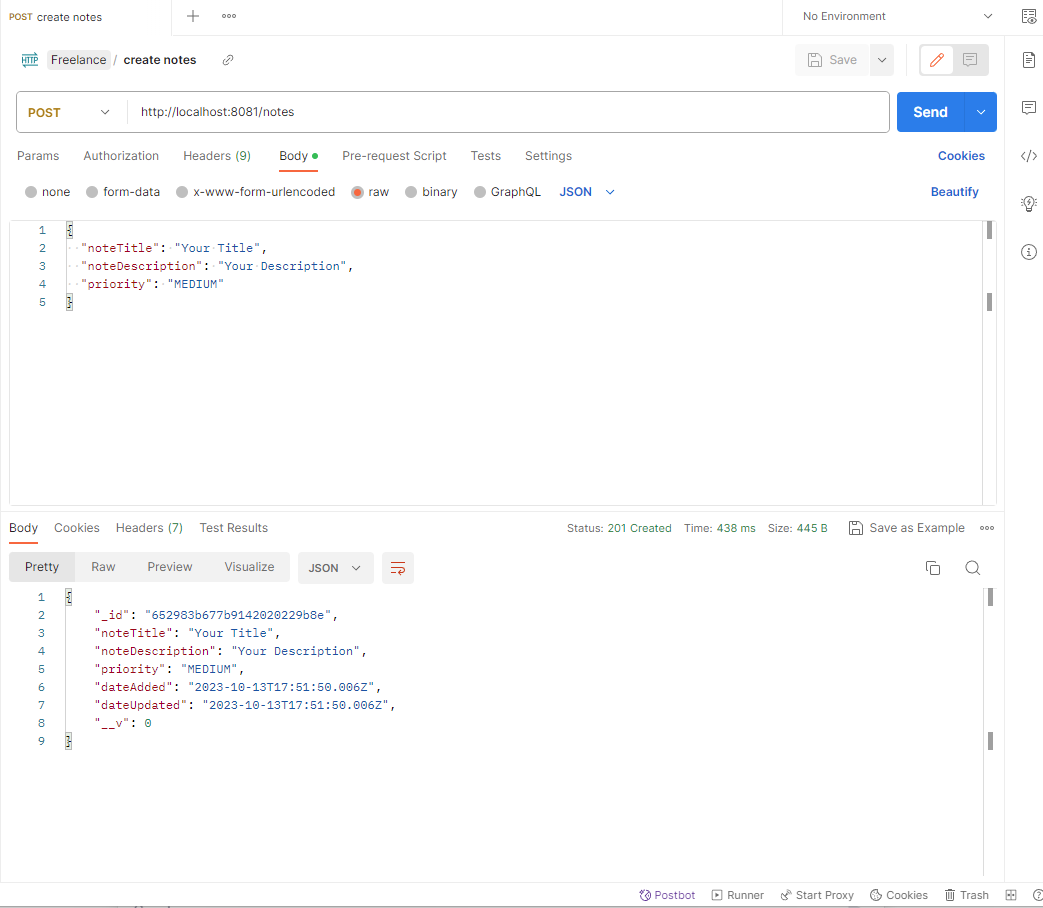 POST create notes No Environment
HTTP Freelance / create notes Save
POST http://localhost:8081/notes Send
Params Authorization Headers (9) Body Pre-request Script Tests Settings Cookies
none form-data x-www-form-urlencoded raw binary GraphQL JSON Beautify
1 {
2 "noteTitle": "Your Title",
3 "noteDescription": "Your Description",
4 "priority": "MEDIUM"
5 }
Body Cookies Headers (7) Test Results Status: 201 Created Time: 438 ms Size: 445 B Save as Example
Pretty Raw Preview Visualize JSON
1 {
2 "_id": "652983b677b9142020229b8e",
3 "noteTitle": "Your Title",
4 "noteDescription": "Your Description",
5 "priority": "MEDIUM",
6 "dateAdded": "2023-10-13T17:51:50.006Z",
7 "dateUpdated": "2023-10-13T17:51:50.006Z",
8 "__v": 0
9 }
Postbot Runner Start Proxy Cookies Trash